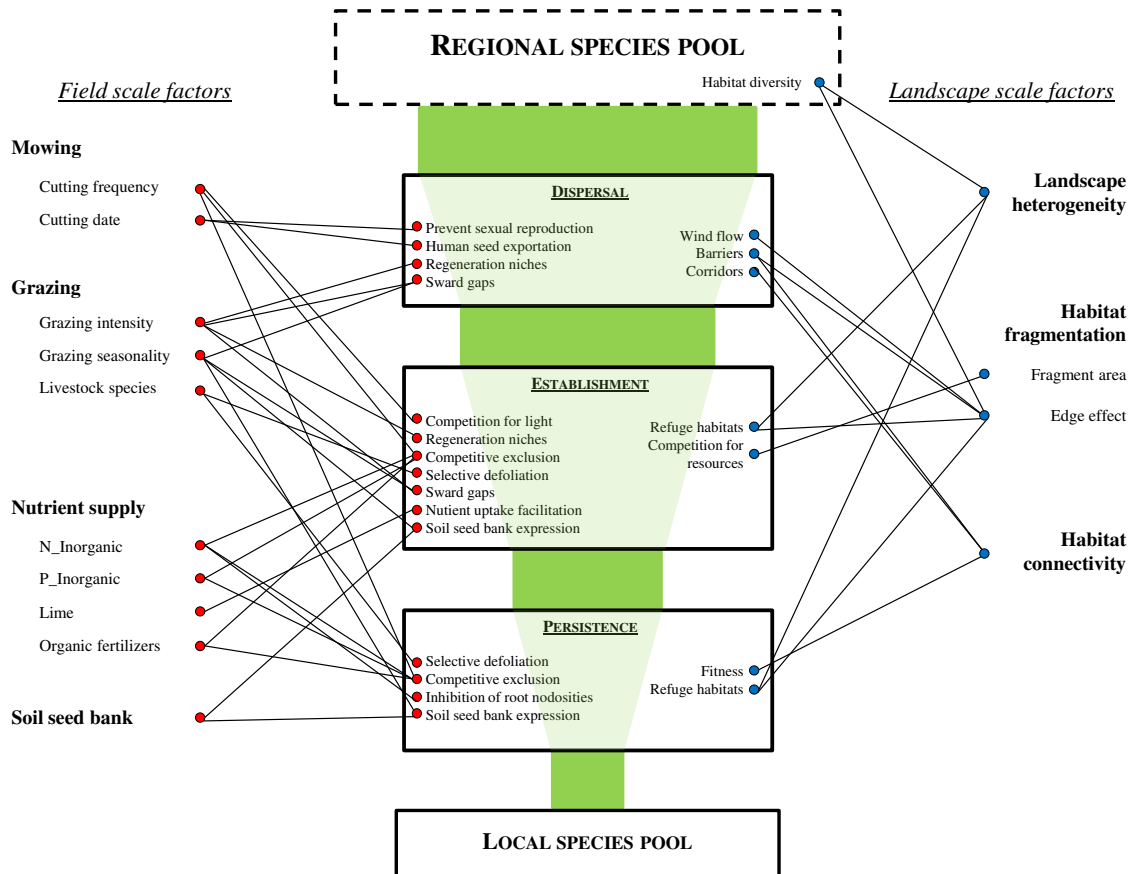 REGIONAL SPECIES POOL
Habitat diversity
Field scale factors
Landscape scale factors
Mowing
Cutting frequency
Cutting date
Grazing
Grazing intensity
Grazing seasonality
Livestock species
Nutrient supply
N_Inorganic
P_Inorganic
Lime
Organic fertilizers
Soil seed bank
DISPERSAL
Prevent sexual reproduction
Human seed exportation
Regeneration niches
Sward gaps
Wind flow
Barriers
Corridors
ESTABLISHMENT
Competition for light
Regeneration niches
Competitive exclusion
Selective defoliation
Sward gaps
Nutient uptake facilitation
Soil seed bank expression
Refuge habitats
Competition for
resources
PERSISTENCE
Selective defoliation
Competitive exclusion
Inhibition of root nodosities
Soil seed bank expression
Fitness
Refuge habitats
Landscape
heterogeneity
Habitat
fragmentation
Fragment area
Edge effect
Habitat
connectivity
LOCAL SPECIES POOL